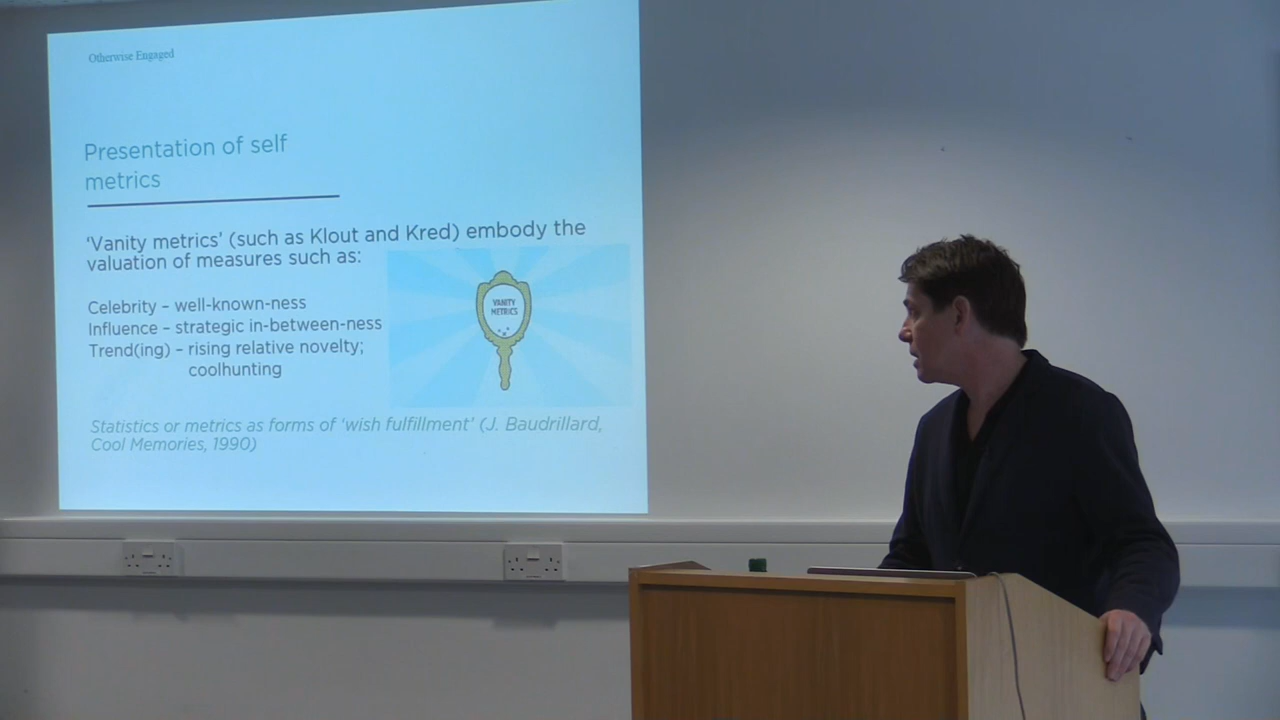 Otherwise Engaged
Presentation of self
metrics
‘Vanity metrics’ (such as Klout and Kred) embody the
valuation of measures such as:
Celebrity – well-known-ness
Influence – strategic in-between-ness
Trend(ing) – rising relative novelty;
coolhunting
VANITY
METRICS
Statistics or metrics as forms of ‘wish fulfillment’ (J. Baudrillard,
Cool Memories, 1990)